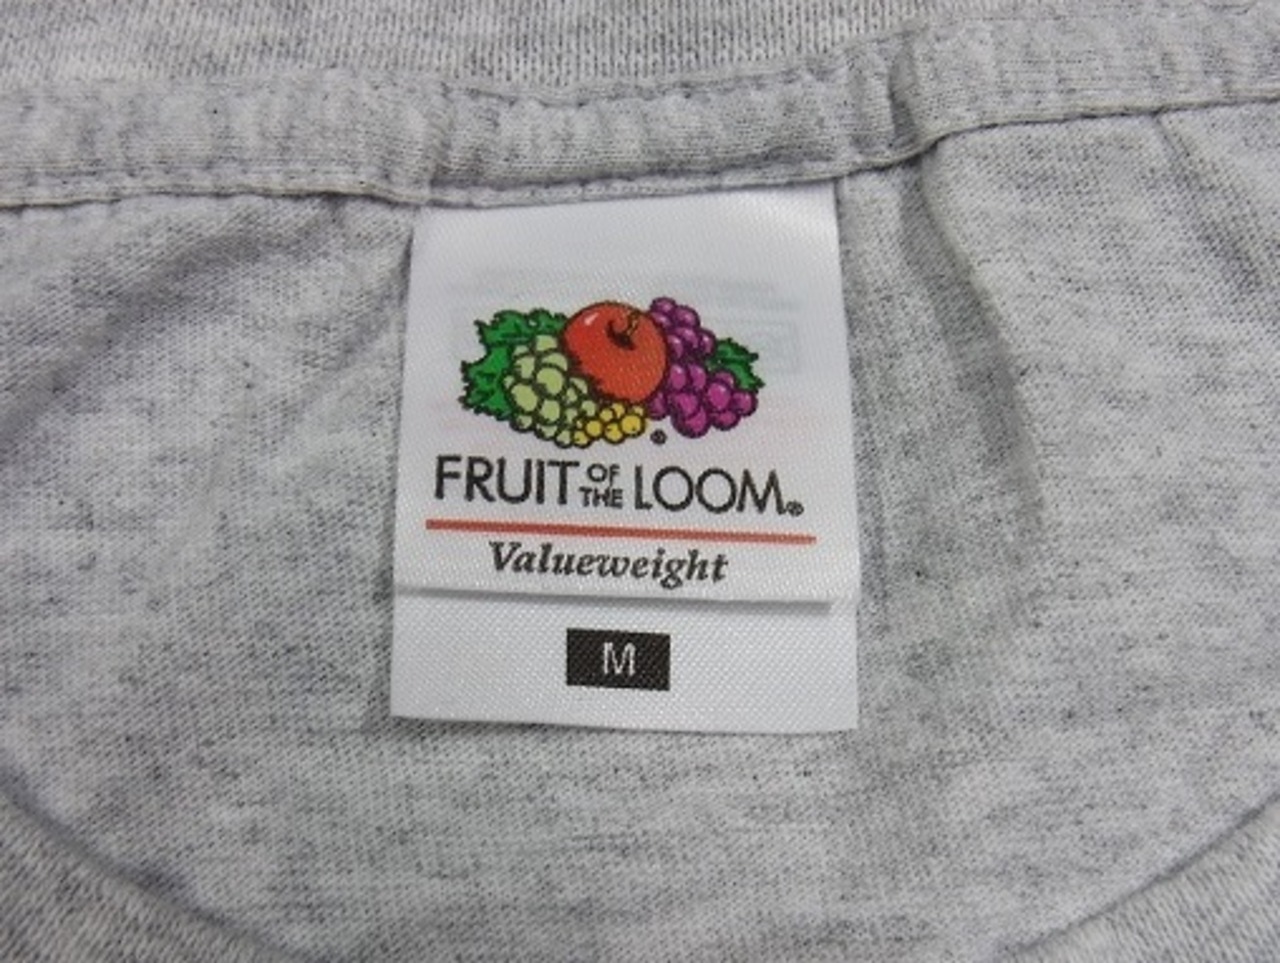 FRUIT OF THE LOOM®
Valueweight
M